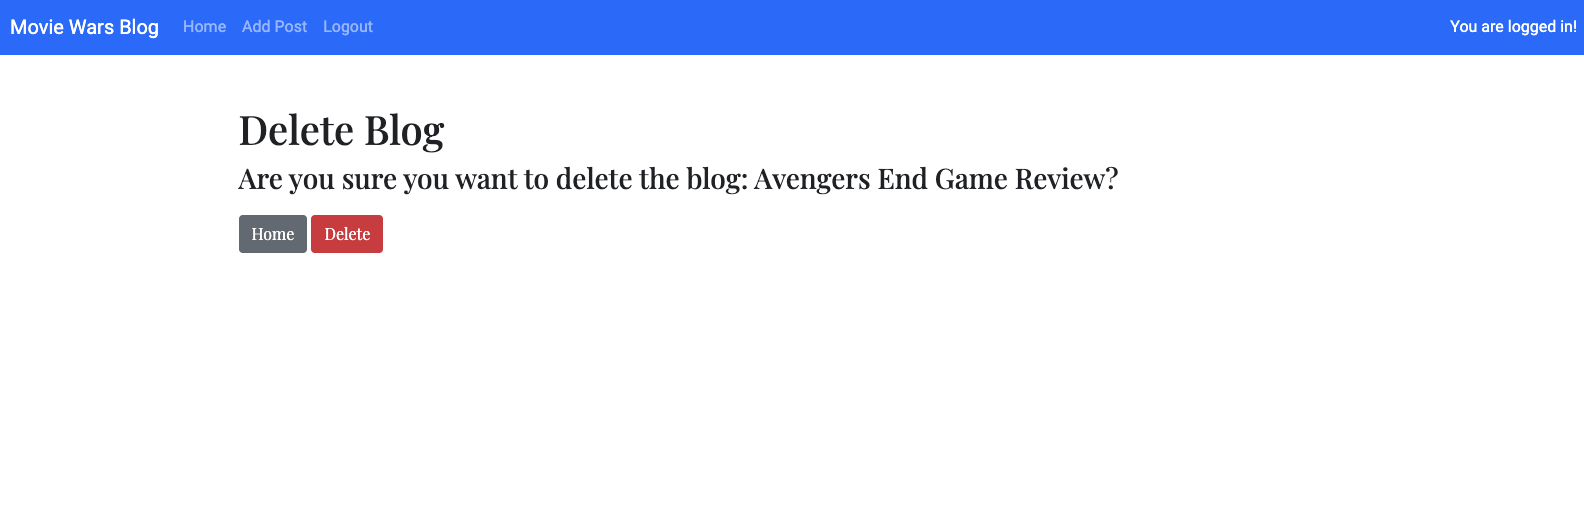 Movie Wars Blog Home Add Post Logout You are logged in!
Delete Blog
Are you sure you want to delete the blog: Avengers End Game Review?
Home Delete